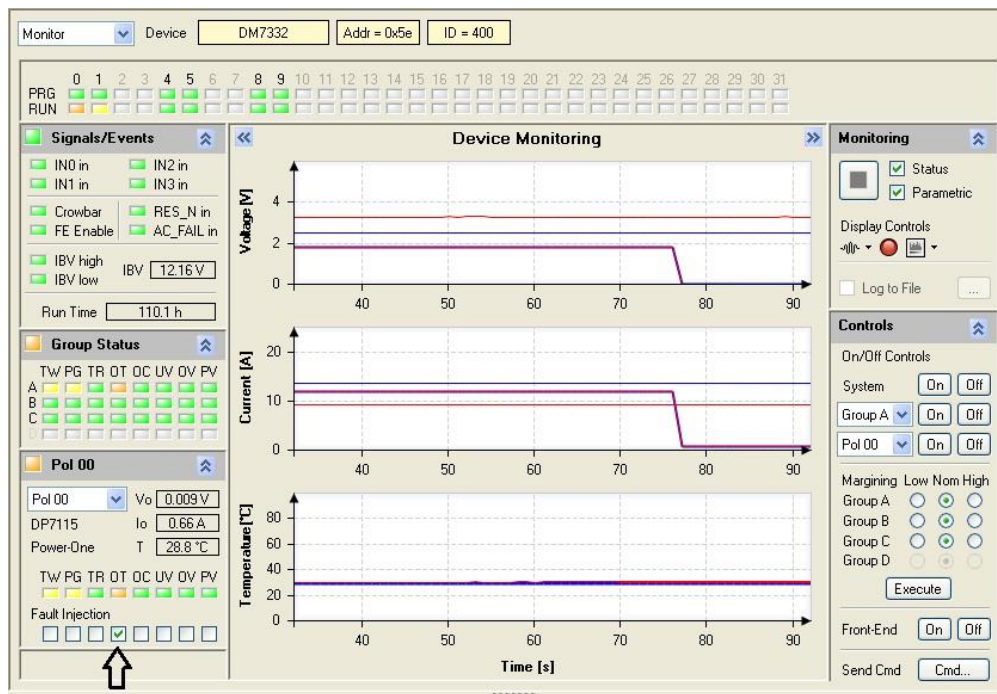 Monitor Device DM7332 Addr = 0x5e ID = 400
0 1 2 3 4 5 6 7 8 9 10 11 12 13 14 15 16 17 18 19 20 21 22 23 24 25 26 27 28 29 30 31
PRG
RUN
Signals/Events
IN0 in IN2 in
IN1 in IN3 in
Crowbar RES_N in
FE Enable AC_FAIL in
IBV high
IBV low
IBV 12.16 V
Run Time 110.1 h
Group Status
TW PG TR OT OC UV OV PV
A
B
C
D
Pol 00
Pol 00 Vo 0.009 V
DP7115 Io 0.66 A
Power-One T 28.8 °C
TW PG TR OT OC UV OV PV
Fault Injection
Device Monitoring
Voltage [V]
4
2
0
40 50 60 70 80 90
Current [A]
20
10
0
40 50 60 70 80 90
Temperature [°C]
80
60
40
20
0
40 50 60 70 80 90
Time [s]
Monitoring
Status
Parametric
Display Controls
Log to File ...
Controls
On/Off Controls
System On Off
Group A On Off
Pol 00 On Off
Margining Low Nom High
Group A
Group B
Group C
Group D
Execute
Front-End On Off
Send Cmd Cmd...